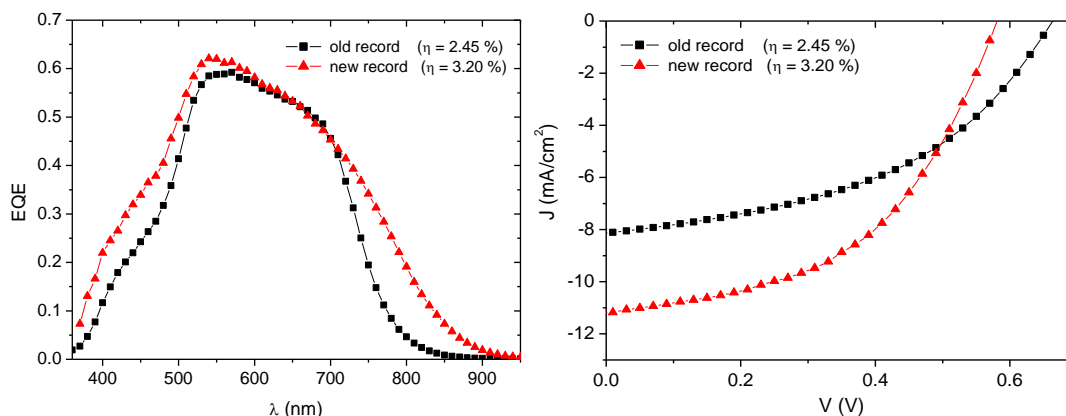 0.7
0.6
0.5
0.4
0.3
0.2
0.1
0.0
EQE
old record (η = 2.45 %)
new record (η = 3.20 %)
400 500 600 700 800 900
λ (nm)
0
-2
-4
-6
-8
-10
-12
J (mA/cm²)
old record (η = 2.45 %)
new record (η = 3.20 %)
0.0 0.2 0.4 0.6
V (V)